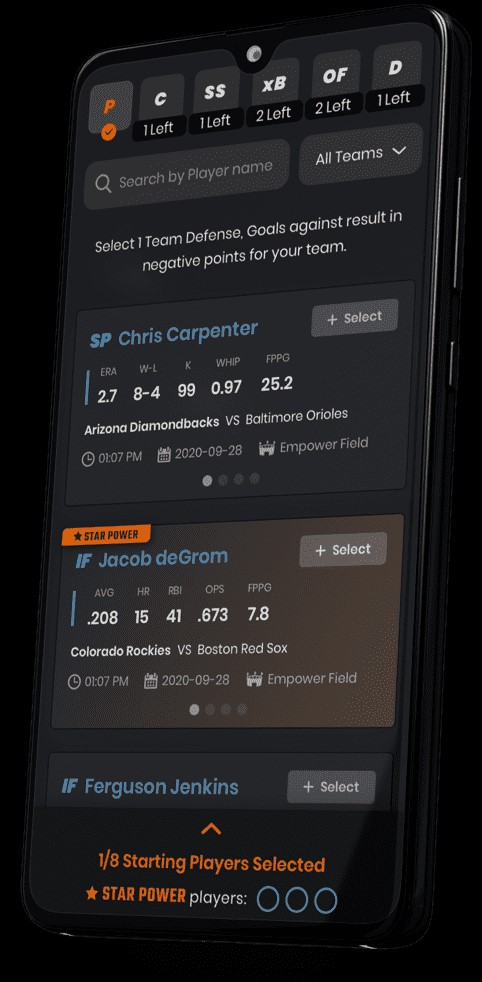 P C SS xB OF D
1 Left 1 Left 2 Left 2 Left 1 Left
Search by Player name All Teams
Select 1 Team Defense, Goals against result in
negative points for your team.
SP Chris Carpenter + Select
ERA W-L K WHIP FPPG
2.7 8-4 99 0.97 25.2
Arizona Diamondbacks VS Baltimore Orioles
01:07 PM 2020-09-28 Empower Field
STAR POWER
IF Jacob deGrom + Select
AVG HR RBI OPS FPPG
.208 15 41 .673 7.8
Colorado Rockies VS Boston Red Sox
01:07 PM 2020-09-28 Empower Field
IF Ferguson Jenkins + Select
1/8 Starting Players Selected
STAR POWER players: